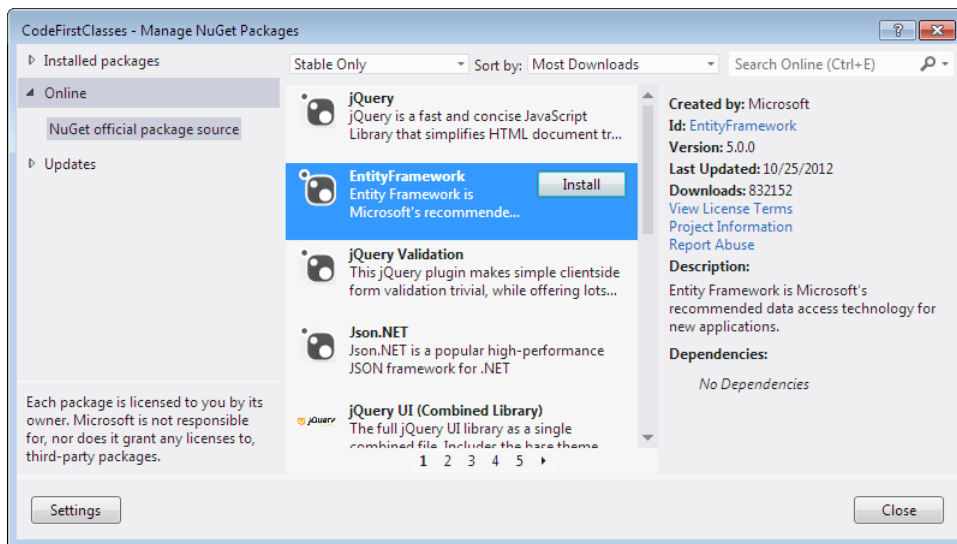 CodeFirstClasses - Manage NuGet Packages
Installed packages
Online
NuGet official package source
Updates
Each package is licensed to you by its
owner. Microsoft is not responsible
for, nor does it grant any licenses to,
third-party packages.
Settings
Stable Only
Sort by: Most Downloads
jQuery
jQuery is a fast and concise JavaScript
Library that simplifies HTML document tr...
EntityFramework
Entity Framework is
Microsoft's recommende...
Install
jQuery Validation
This jQuery plugin makes simple clientside
form validation trivial, while offering lots...
Json.NET
Json.NET is a popular high-performance
JSON framework for .NET
jQuery
jQuery UI (Combined Library)
The full jQuery UI library as a single
combined file. Includes the base theme
1 2 3 4 5
Search Online (Ctrl+E)
Created by: Microsoft
Id: EntityFramework
Version: 5.0.0
Last Updated: 10/25/2012
Downloads: 832152
View License Terms
Project Information
Report Abuse
Description:
Entity Framework is Microsoft's
recommended data access technology for
new applications.
Dependencies:
No Dependencies
Close